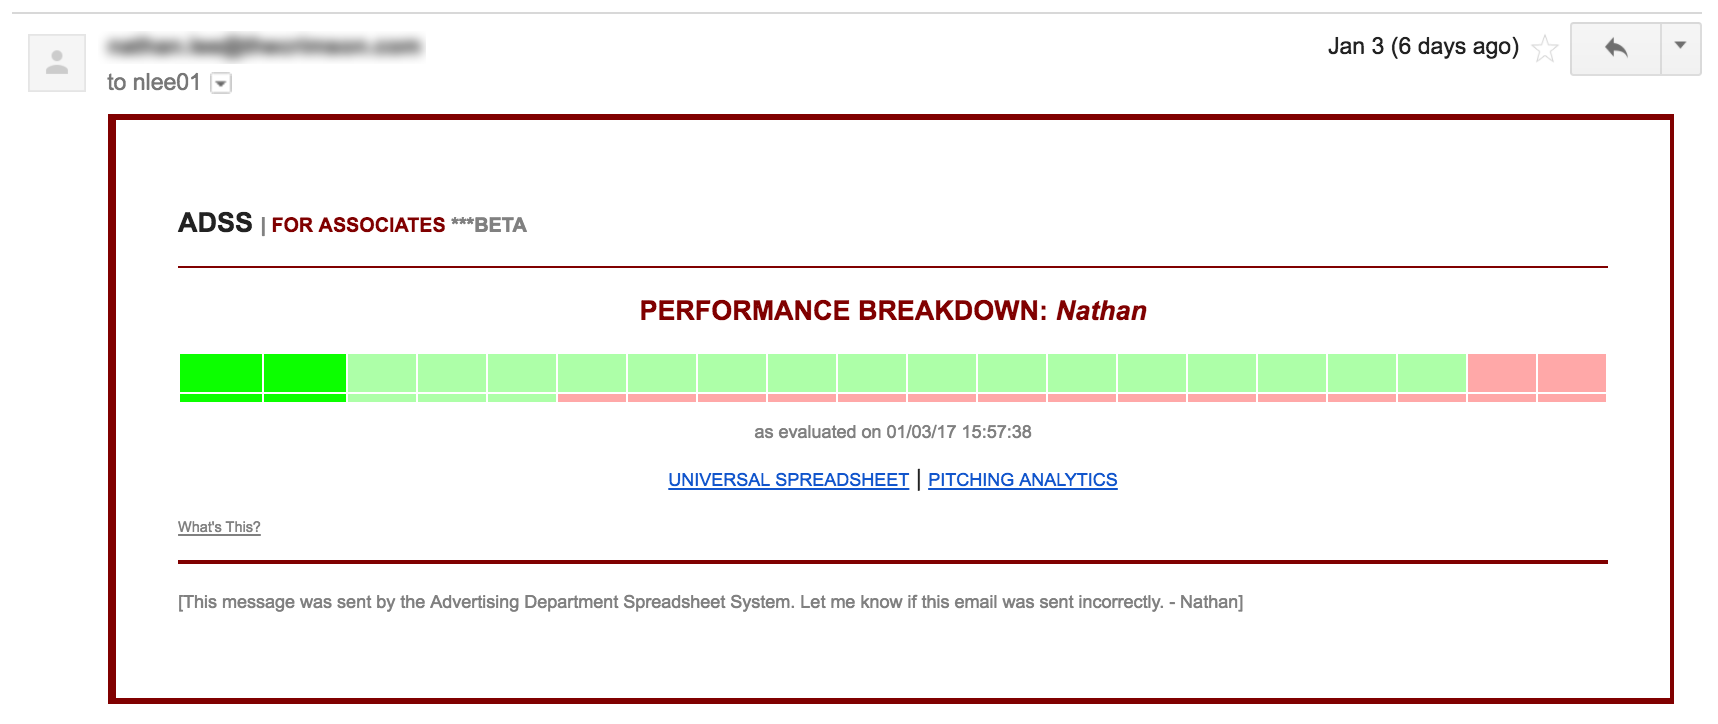 Jan 3 (6 days ago)
to nlee01
ADSS | FOR ASSOCIATES ***BETA
PERFORMANCE BREAKDOWN: Nathan
as evaluated on 01/03/17 15:57:38
UNIVERSAL SPREADSHEET | PITCHING ANALYTICS
What's This?
[This message was sent by the Advertising Department Spreadsheet System. Let me know if this email was sent incorrectly. - Nathan]